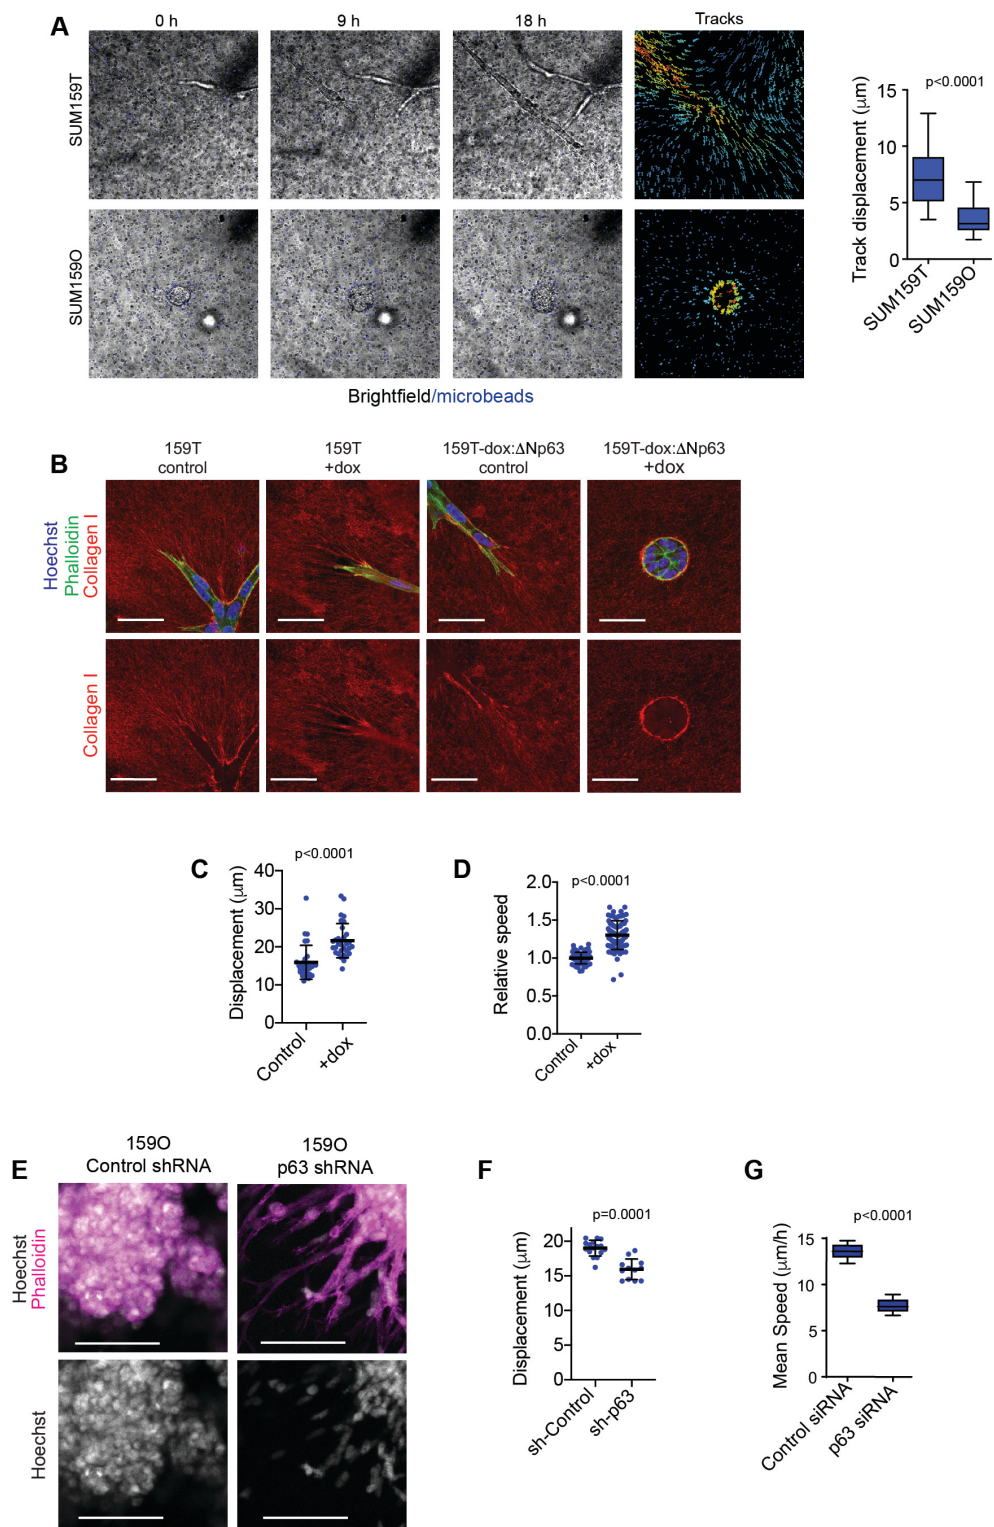 A
0 h
9 h
18 h
Tracks
SUM159T
SUM159O
Brightfield/microbeads
p<0.0001
Track displacement (μm)
15
10
5
0
SUM159T
SUM159O
B
159T
control
159T
+dox
159T-dox:ΔNp63
control
159T-dox:ΔNp63
+dox
Hoechst
Phalloidin
Collagen I
Collagen I
C
p<0.0001
Displacement (μm)
40
30
20
10
0
Control
+dox
D
p<0.0001
Relative speed
2.0
1.5
1.0
0.5
0.0
Control
+dox
E
159O
Control shRNA
159O
p63 shRNA
Hoechst
Phalloidin
Hoechst
F
p=0.0001
Displacement (μm)
20
15
10
5
0
sh-Control
sh-p63
G
p<0.0001
Mean Speed (μm/h)
15
10
5
0
Control siRNA
p63 siRNA